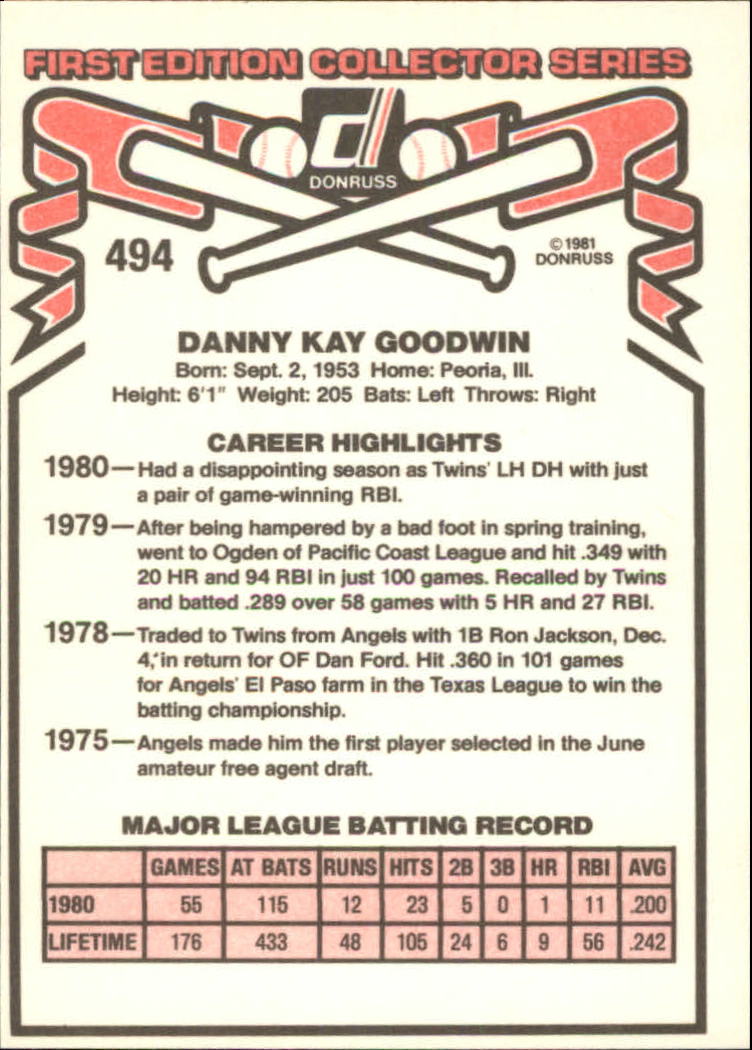 FIRST EDITION COLLECTOR SERIES
d
DONRUSS
494
© 1981
DONRUSS
DANNY KAY GOODWIN
Born: Sept. 2, 1953 Home: Peoria, Ill.
Height: 6'1" Weight: 205 Bats: Left Throws: Right
CAREER HIGHLIGHTS
1980—Had a disappointing season as Twins' LH DH with just
a pair of game-winning RBI.
1979—After being hampered by a bad foot in spring training,
went to Ogden of Pacific Coast League and hit .349 with
20 HR and 94 RBI in just 100 games. Recalled by Twins
and batted .289 over 58 games with 5 HR and 27 RBI.
1978—Traded to Twins from Angels with 1B Ron Jackson, Dec.
4, in return for OF Dan Ford. Hit .360 in 101 games
for Angels' El Paso farm in the Texas League to win the
batting championship.
1975—Angels made him the first player selected in the June
amateur free agent draft.
MAJOR LEAGUE BATTING RECORD
GAMES AT BATS RUNS HITS 2B 3B HR RBI AVG
1980 55 115 12 23 5 0 1 11 .200
LIFETIME 176 433 48 105 24 6 9 56 .242